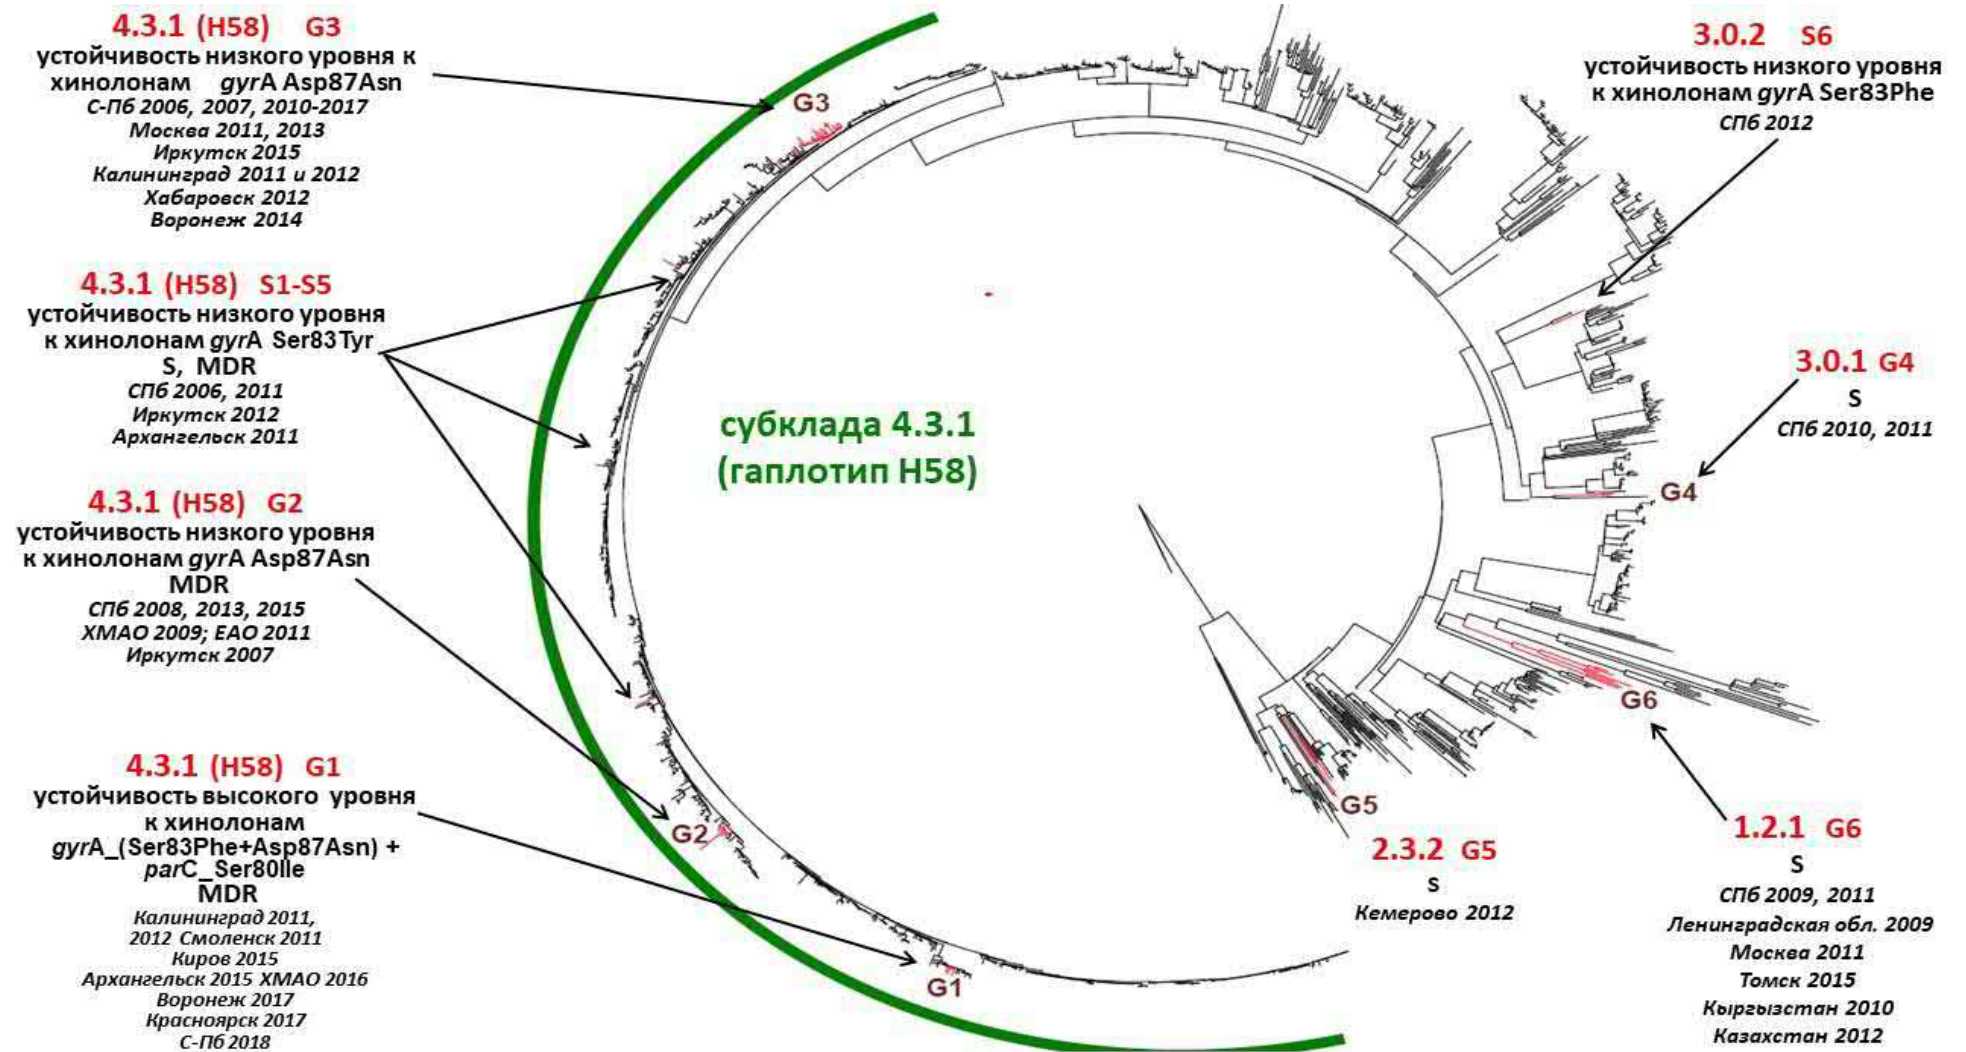 4.3.1 (H58) G3
устойчивость низкого уровня к
хинолонам gyrA Asp87Asn
С-Пб 2006, 2007, 2010-2017
Москва 2011, 2013
Иркутск 2015
Калининград 2011 и 2012
Хабаровск 2012
Воронеж 2014
4.3.1 (H58) S1-S5
устойчивость низкого уровня
к хинолонам gyrA Ser83Tyr
S, MDR
СПб 2006, 2011
Иркутск 2012
Архангельск 2011
4.3.1 (H58) G2
устойчивость низкого уровня
к хинолонам gyrA Asp87Asn
MDR
СПб 2008, 2013, 2015
ХМАО 2009; ЕАО 2011
Иркутск 2007
4.3.1 (H58) G1
устойчивость высокого уровня
к хинолонам
gyrA_(Ser83Phe+Asp87Asn) +
parC_Ser80Ile
MDR
Калининград 2011,
2012 Смоленск 2011
Киров 2015
Архангельск 2015 ХМАО 2016
Воронеж 2017
Красноярск 2017
С-Пб 2018
G3
субклада 4.3.1
(гаплотип H58)
G2
G1
3.0.2 S6
устойчивость низкого уровня
к хинолонам gyrA Ser83Phe
СПб 2012
3.0.1 G4
S
СПб 2010, 2011
G4
G6
G5
2.3.2 G5
S
Кемерово 2012
1.2.1 G6
S
СПб 2009, 2011
Ленинградская обл. 2009
Москва 2011
Томск 2015
Кыргызстан 2010
Казахстан 2012